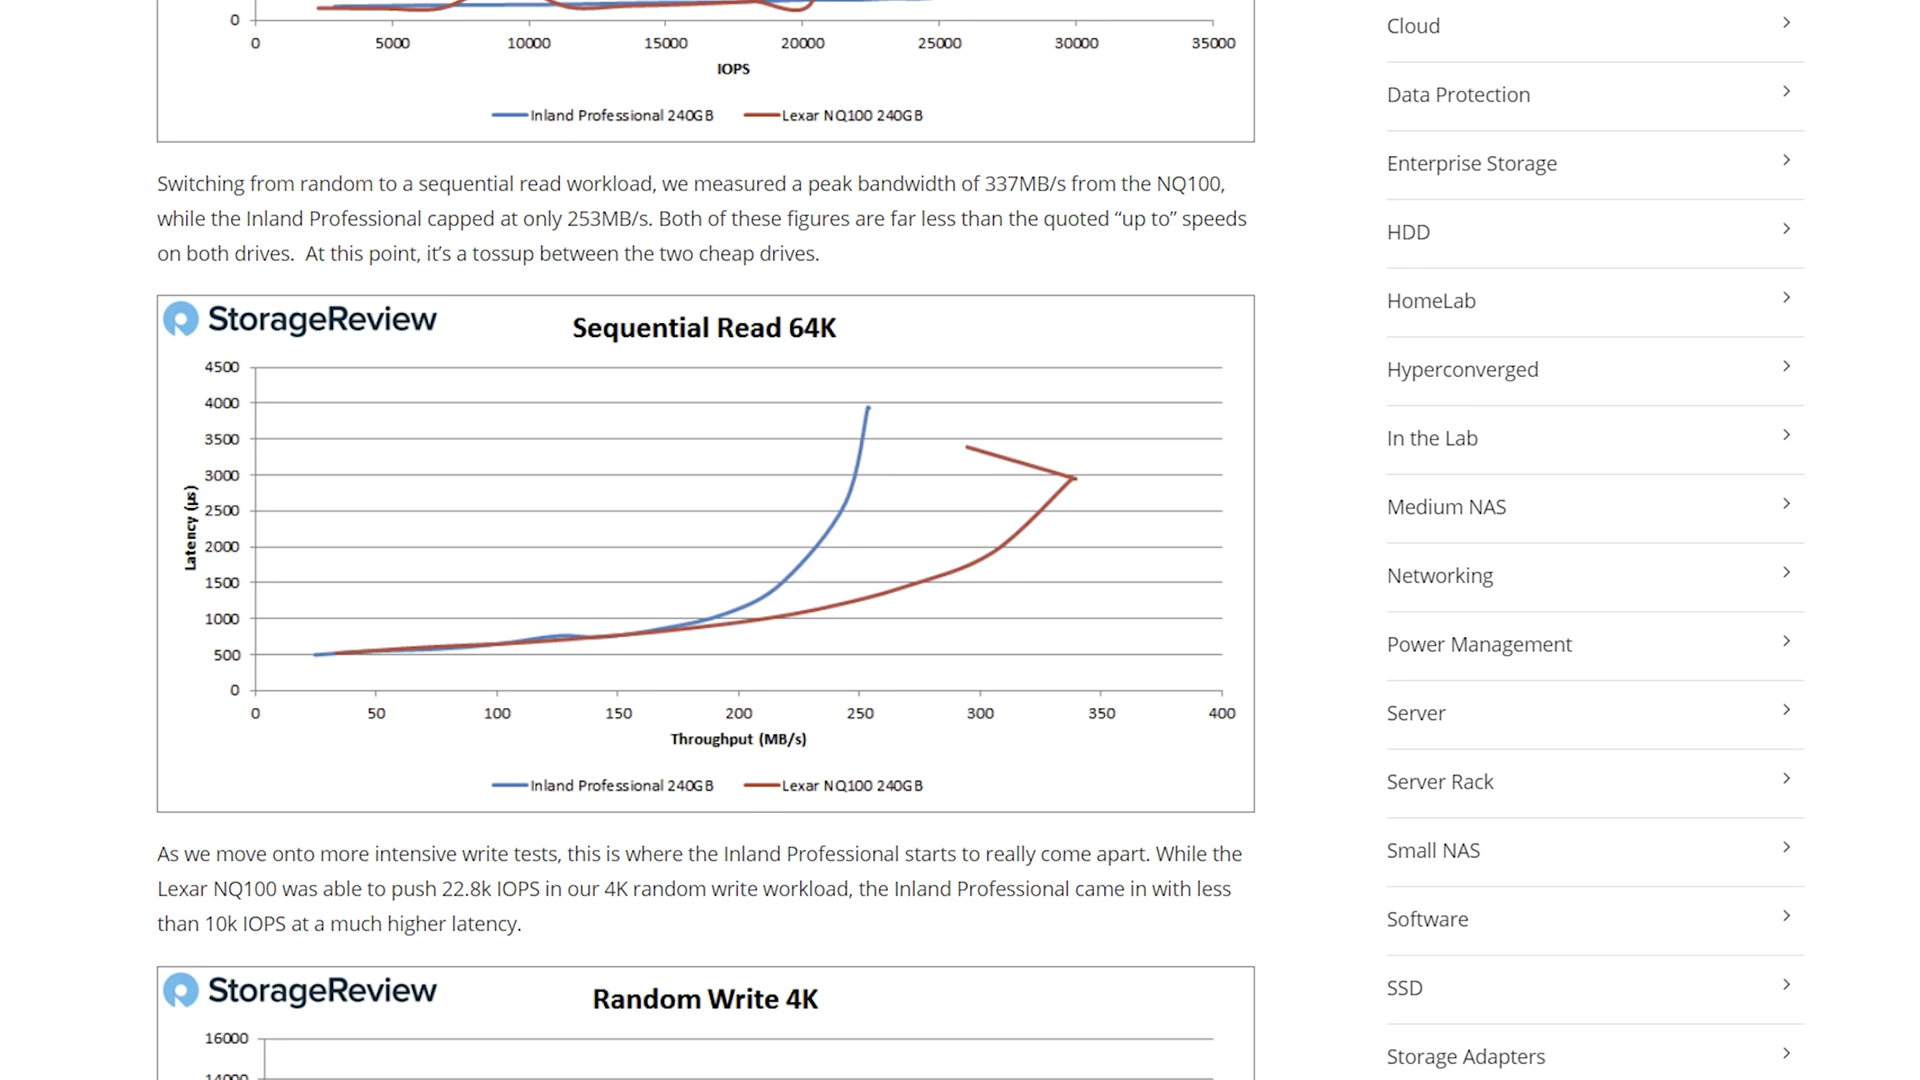 0
0 5000 10000 15000 20000 25000 30000 35000
IOPS
Inland Professional 240GB Lexar NQ100 240GB
Switching from random to a sequential read workload, we measured a peak bandwidth of 337MB/s from the NQ100,
while the Inland Professional capped at only 253MB/s. Both of these figures are far less than the quoted “up to” speeds
on both drives.  At this point, it’s a tossup between the two cheap drives.
StorageReview
Sequential Read 64K
4500
4000
3500
3000
2500
2000
1500
1000
500
0
Latency (µs)
0 50 100 150 200 250 300 350 400
Throughput (MB/s)
Inland Professional 240GB Lexar NQ100 240GB
As we move onto more intensive write tests, this is where the Inland Professional starts to really come apart. While the
Lexar NQ100 was able to push 22.8k IOPS in our 4K random write workload, the Inland Professional came in with less
than 10k IOPS at a much higher latency.
StorageReview
Random Write 4K
16000
14000
Cloud
Data Protection
Enterprise Storage
HDD
HomeLab
Hyperconverged
In the Lab
Medium NAS
Networking
Power Management
Server
Server Rack
Small NAS
Software
SSD
Storage Adapters